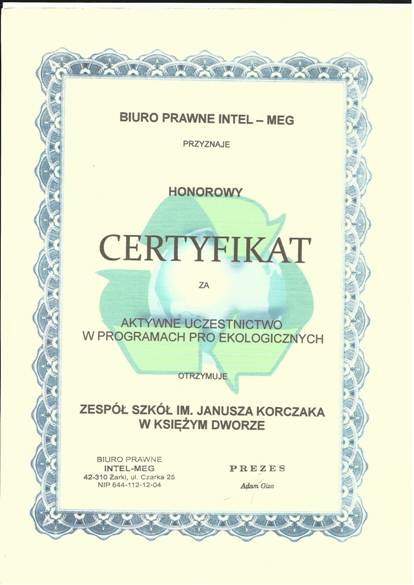 BIURO PRAWNE INTEL – MEG
PRZYZNAJE
HONOROWY
CERTYFIKAT
ZA
AKTYWNE UCZESTNICTWO
W PROGRAMACH PRO EKOLOGICZNYCH
OTRZYMUJE
ZESPÓŁ SZKÓŁ IM. JANUSZA KORCZAKA
W KSIĘŻYM DWORZE
BIURO PRAWNE
INTEL-MEG
42-310 Żarki, ul. Czarka 25
NIP 644-112-12-04
PREZES
Adam Giza